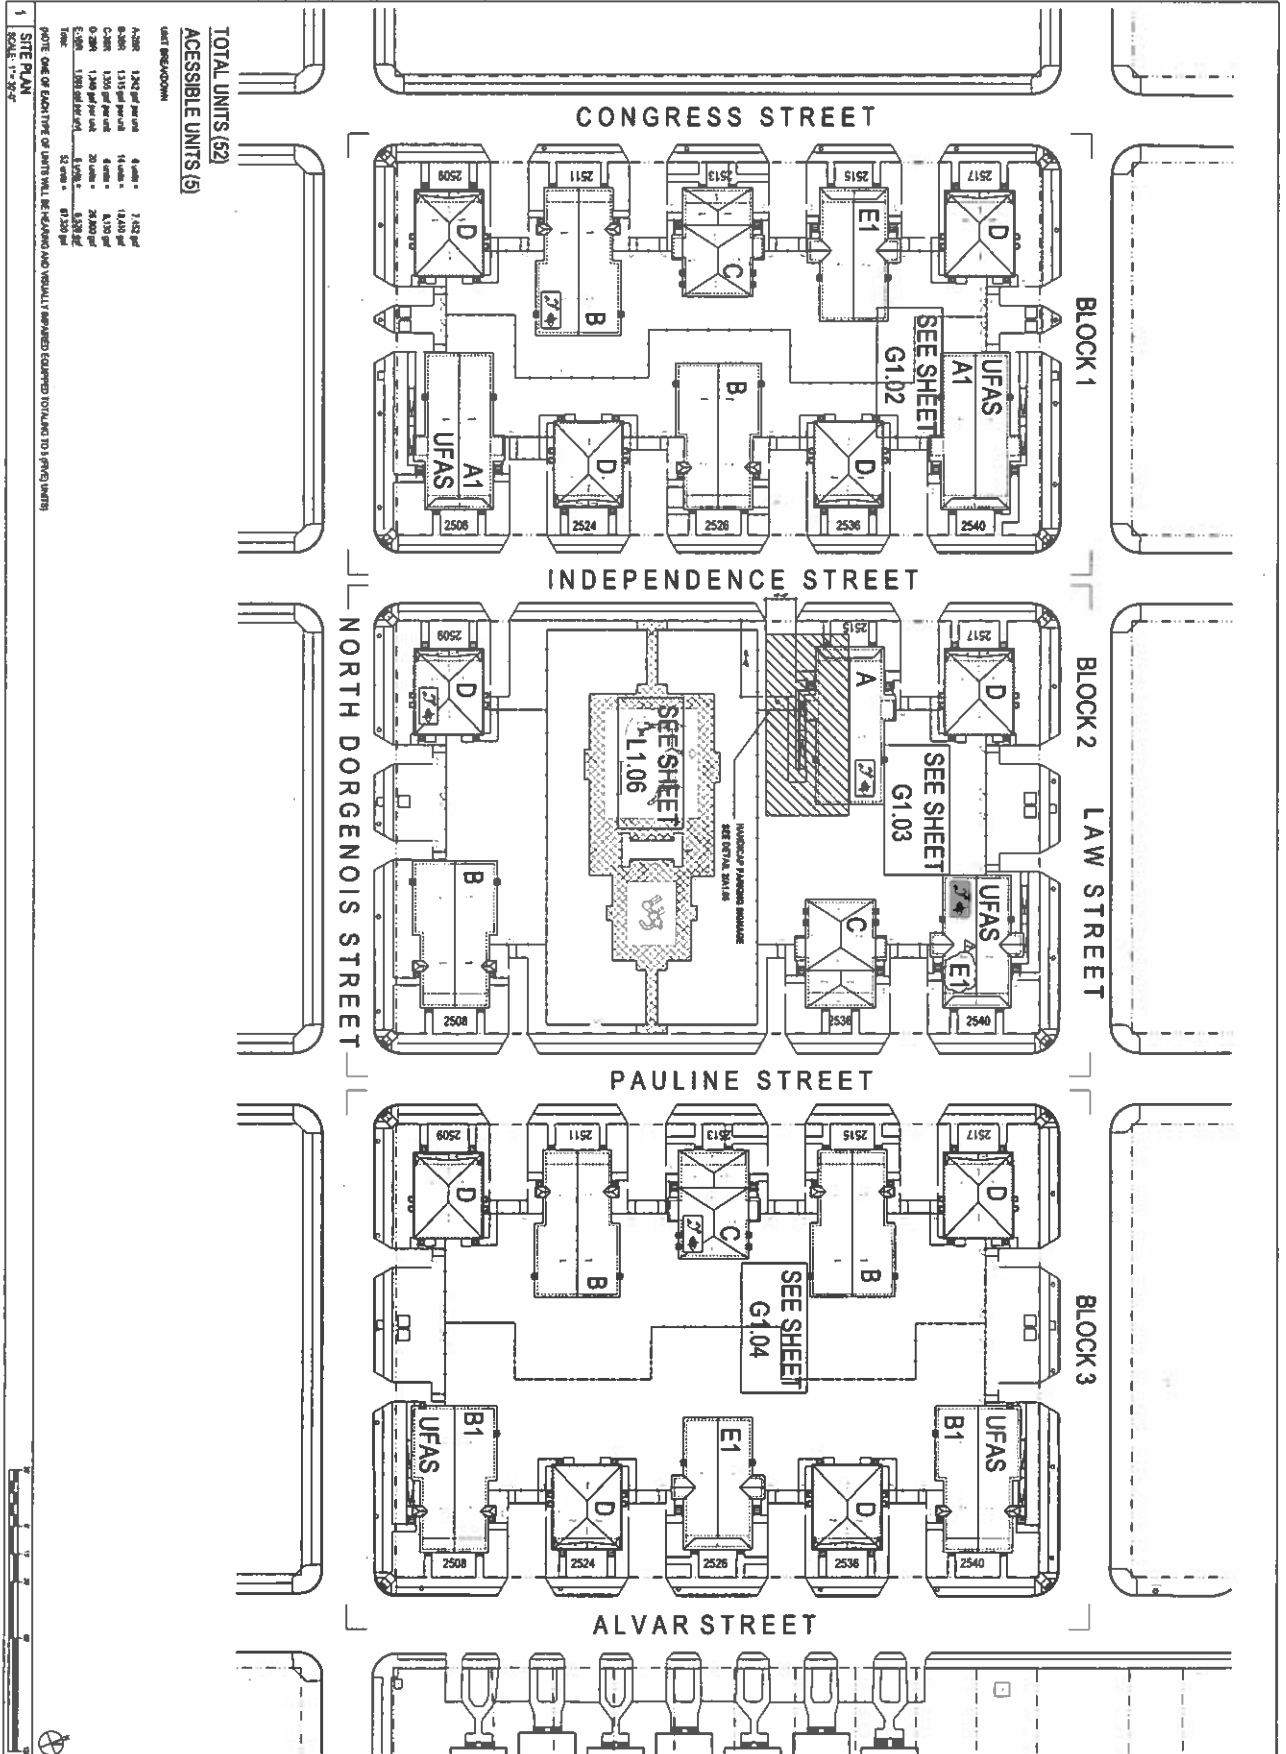 CONGRESS STREET
BLOCK 1
2509
2511
2513
2515
2517
D
B
C
E1
D
SEE SHEET
G1.02
A1
UFAS
D
B
D
UFAS
A1
2524
2526
2536
2540
INDEPENDENCE STREET
BLOCK 2
2509
2515
2517
D
A
D
SEE SHEET
L1.06
SEE SHEET
G1.03
HANDICAP PARKING SIGNAGE
B
C
UFAS
E1
2508
2536
2540
NORTH DORGENOIS STREET
LAW STREET
PAULINE STREET
BLOCK 3
2509
2511
2513
2515
2517
D
B
C
B
D
SEE SHEET
G1.04
B1
UFAS
D
E1
D
UFAS
B1
2508
2524
2526
2536
2540
ALVAR STREET
TOTAL UNITS (52)
ACESSIBLE UNITS (5)
UNIT BREAKDOWN
1 SITE PLAN